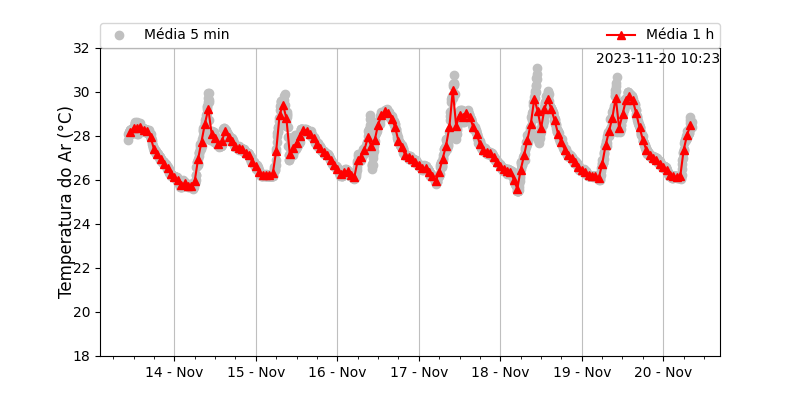 Média 5 min
Média 1 h
2023-11-20 10:23
Temperatura do Ar (°C)
32
30
28
26
24
22
20
18
14 - Nov
15 - Nov
16 - Nov
17 - Nov
18 - Nov
19 - Nov
20 - Nov